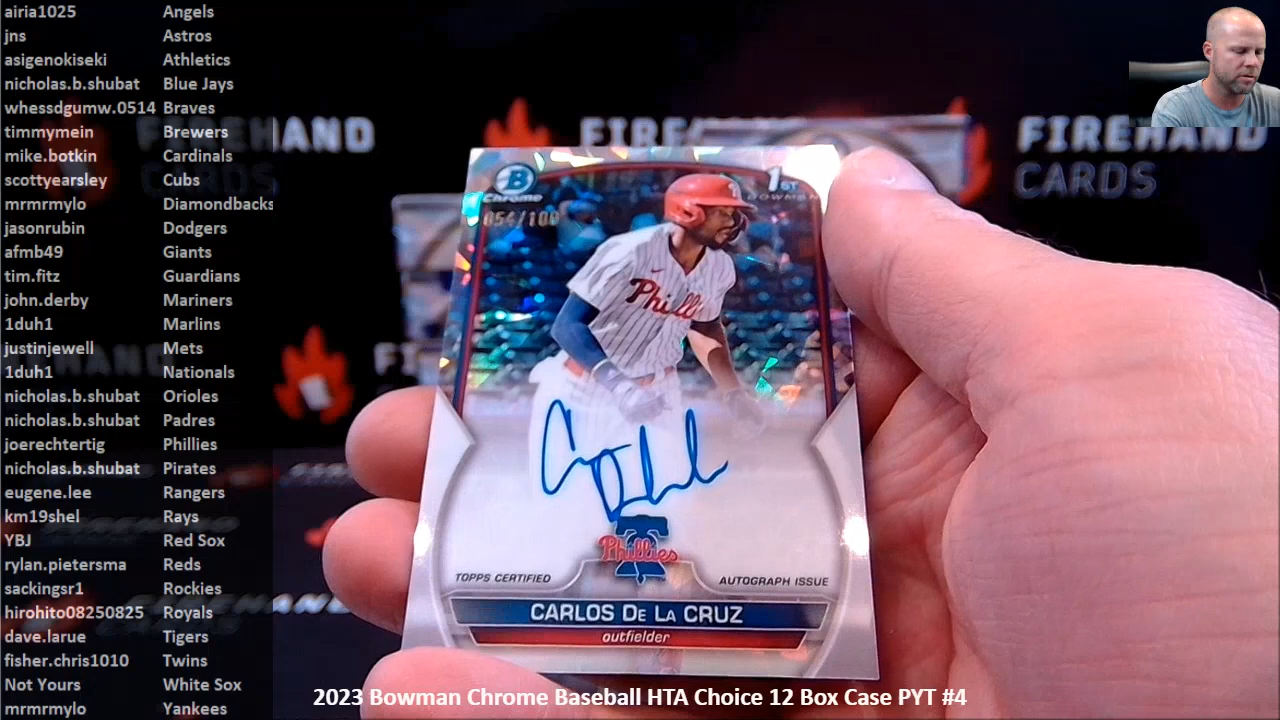 airia1025 Angels
jns Astros
asigenokiseki Athletics
nicholas.b.shubat Blue Jays
whessdgumw.0514 Braves
timmymein Brewers
mike.botkin Cardinals
scottyearsley Cubs
mrmrmylo Diamondbacks
jasonrubin Dodgers
afmb49 Giants
tim.fitz Guardians
john.derby Mariners
1duh1 Marlins
justinjewell Mets
1duh1 Nationals
nicholas.b.shubat Orioles
nicholas.b.shubat Padres
joerechtertig Phillies
nicholas.b.shubat Pirates
eugene.lee Rangers
km19shel Rays
YBJ Red Sox
rylan.pietersma Reds
sackingsr1 Rockies
hirohito08250825 Royals
dave.larue Tigers
fisher.chris1010 Twins
Not Yours White Sox
mrmrmylo Yankees
FIREHAND
CARDS
B
Chrome
054/100
1ST
BOWMAN
Phillies
Phillies
TOPPS CERTIFIED
AUTOGRAPH ISSUE
CARLOS DE LA CRUZ
outfielder
2023 Bowman Chrome Baseball HTA Choice 12 Box Case PYT #4